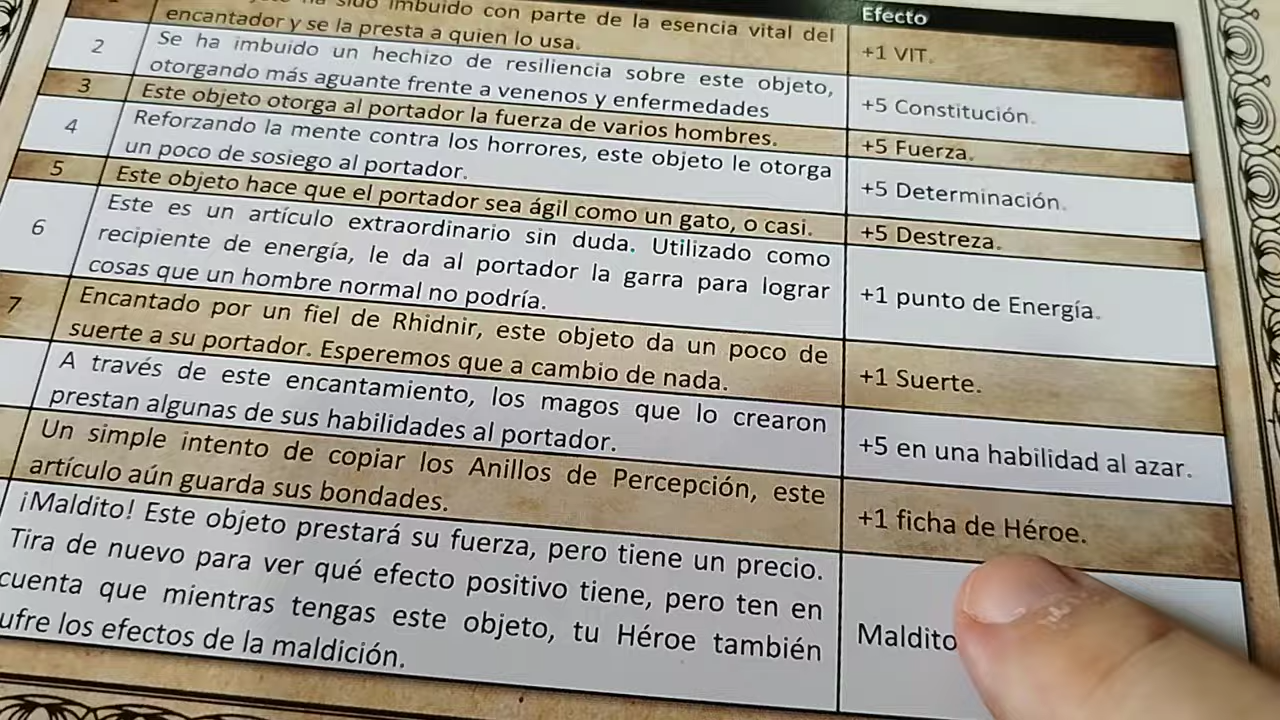 Efecto
imbuido con parte de la esencia vital del
encantador y se la presta a quien lo usa.
+1 VIT.
2
Se ha imbuido un hechizo de resiliencia sobre este objeto,
otorgando más aguante frente a venenos y enfermedades
+5 Constitución.
3
Este objeto otorga al portador la fuerza de varios hombres.
+5 Fuerza.
4
Reforzando la mente contra los horrores, este objeto le otorga
un poco de sosiego al portador.
+5 Determinación.
5
Este objeto hace que el portador sea ágil como un gato, o casi.
+5 Destreza.
6
Este es un artículo extraordinario sin duda. Utilizado como
recipiente de energía, le da al portador la garra para lograr
cosas que un hombre normal no podría.
+1 punto de Energía.
7
Encantado por un fiel de Rhidnir, este objeto da un poco de
suerte a su portador. Esperemos que a cambio de nada.
+1 Suerte.
A través de este encantamiento, los magos que lo crearon
prestan algunas de sus habilidades al portador.
+5 en una habilidad al azar.
Un simple intento de copiar los Anillos de Percepción, este
artículo aún guarda sus bondades.
+1 ficha de Héroe.
¡Maldito! Este objeto prestará su fuerza, pero tiene un precio.
Tira de nuevo para ver qué efecto positivo tiene, pero ten en
cuenta que mientras tengas este objeto, tu Héroe también
ufre los efectos de la maldición.
Maldito